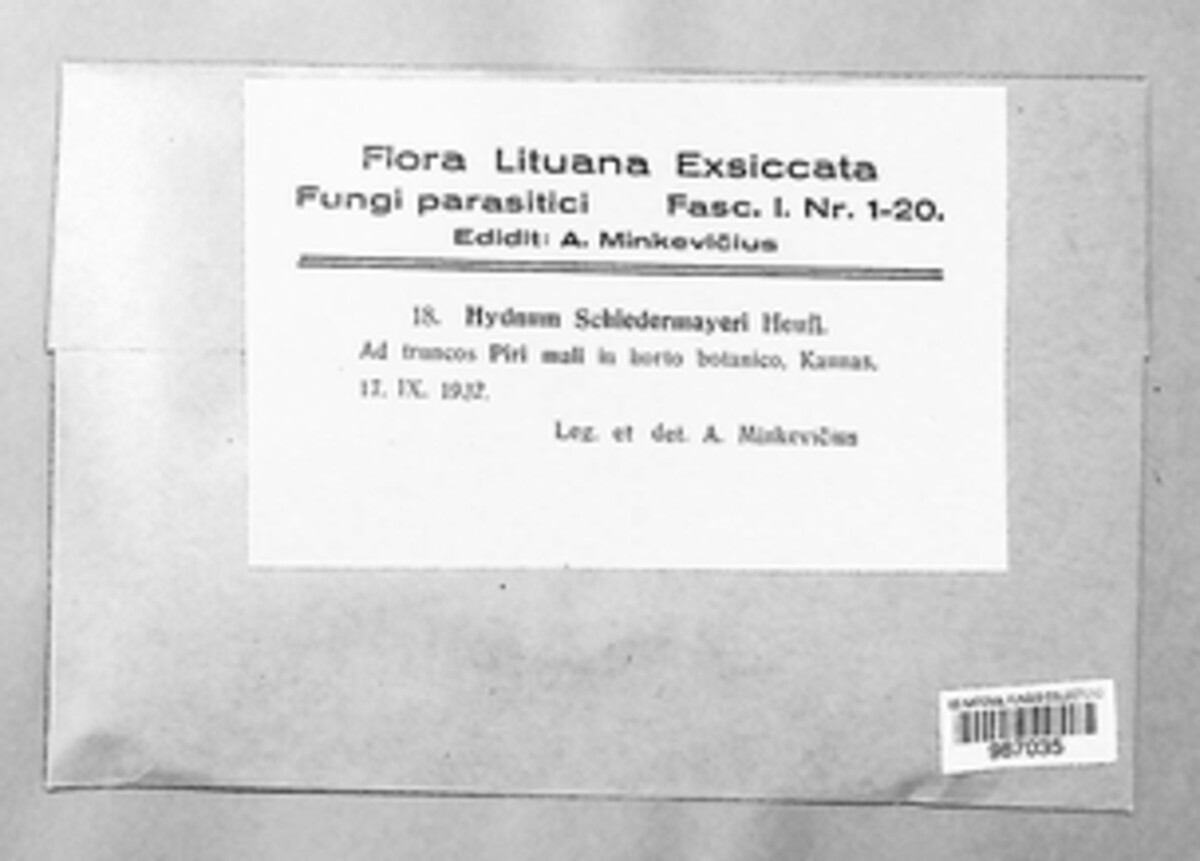 Flora Lituana Exsiccata
Fungi parasitici Fasc. I. Nr. 1-20.
Edidit: A. Minkevičius
18. Hydnum Schiedermayeri Heufl.
Ad truncos Piri mali in horto botanico, Kaunas.
17. IX. 1937.
Leg. et det. A. Minkevičius
987035